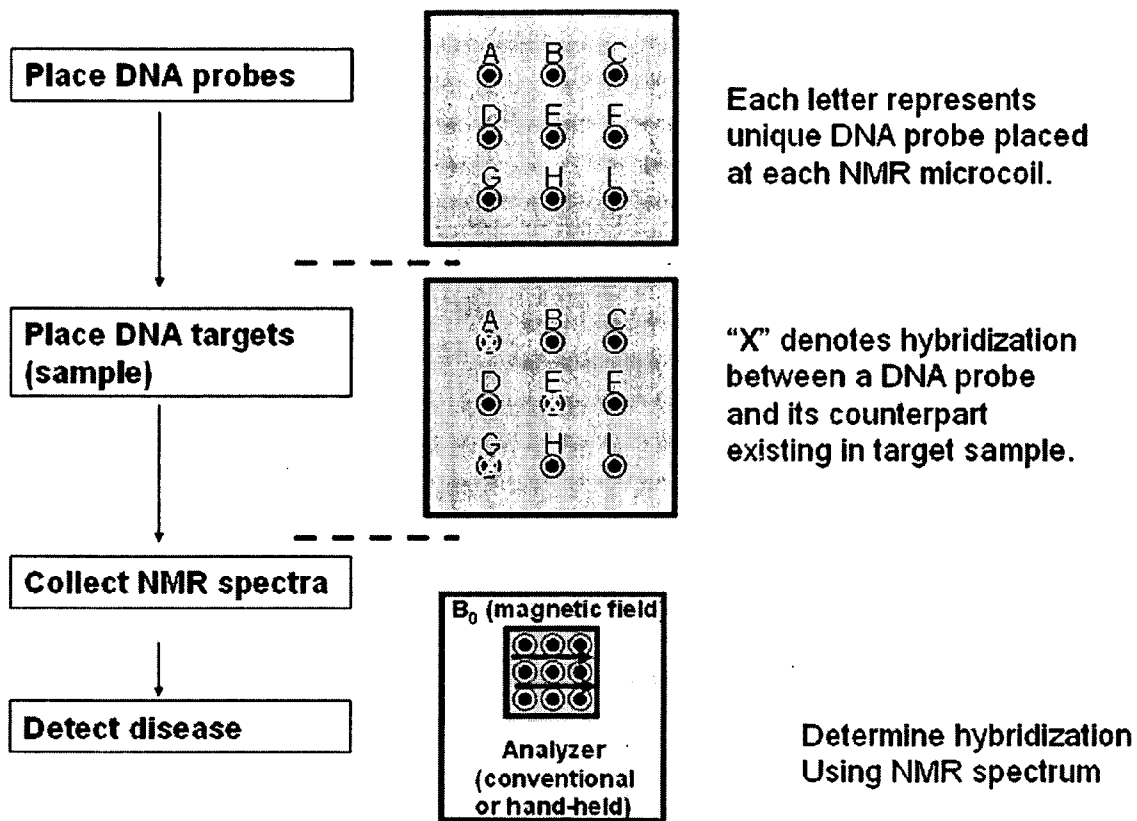 Place DNA probes
A B C
D E F
G H I
Each letter represents
unique DNA probe placed
at each NMR microcoil.
Place DNA targets
(sample)
A B C
D E F
G H I
"X" denotes hybridization
between a DNA probe
and its counterpart
existing in target sample.
Collect NMR spectra
B0 (magnetic field)
Detect disease
Analyzer
(conventional
or hand-held)
Determine hybridization
Using NMR spectrum